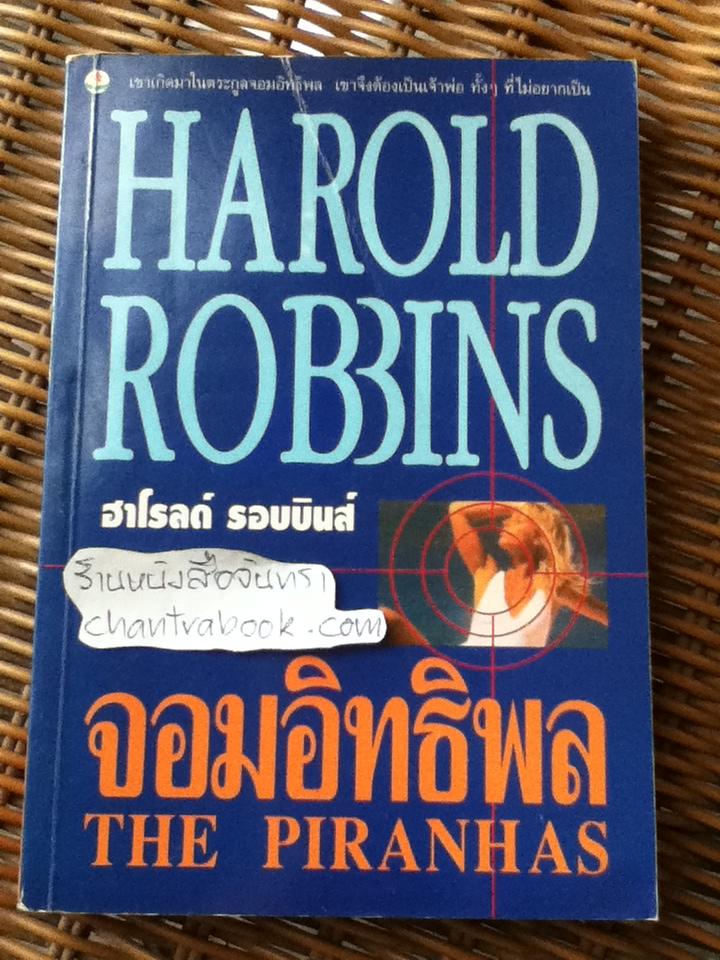 เขาเกิดมาในตระกูลจอมอิทธิพล เขาจึงต้องเป็นเจ้าพ่อ ทั้งๆ ที่ไม่อยากเป็น
HAROLD
ROBBINS
ฮาโรลด์ รอบบินส์
ร้านหนังสือจันทรา
chantrabook.com
จอมอิทธิพล
THE PIRANHAS